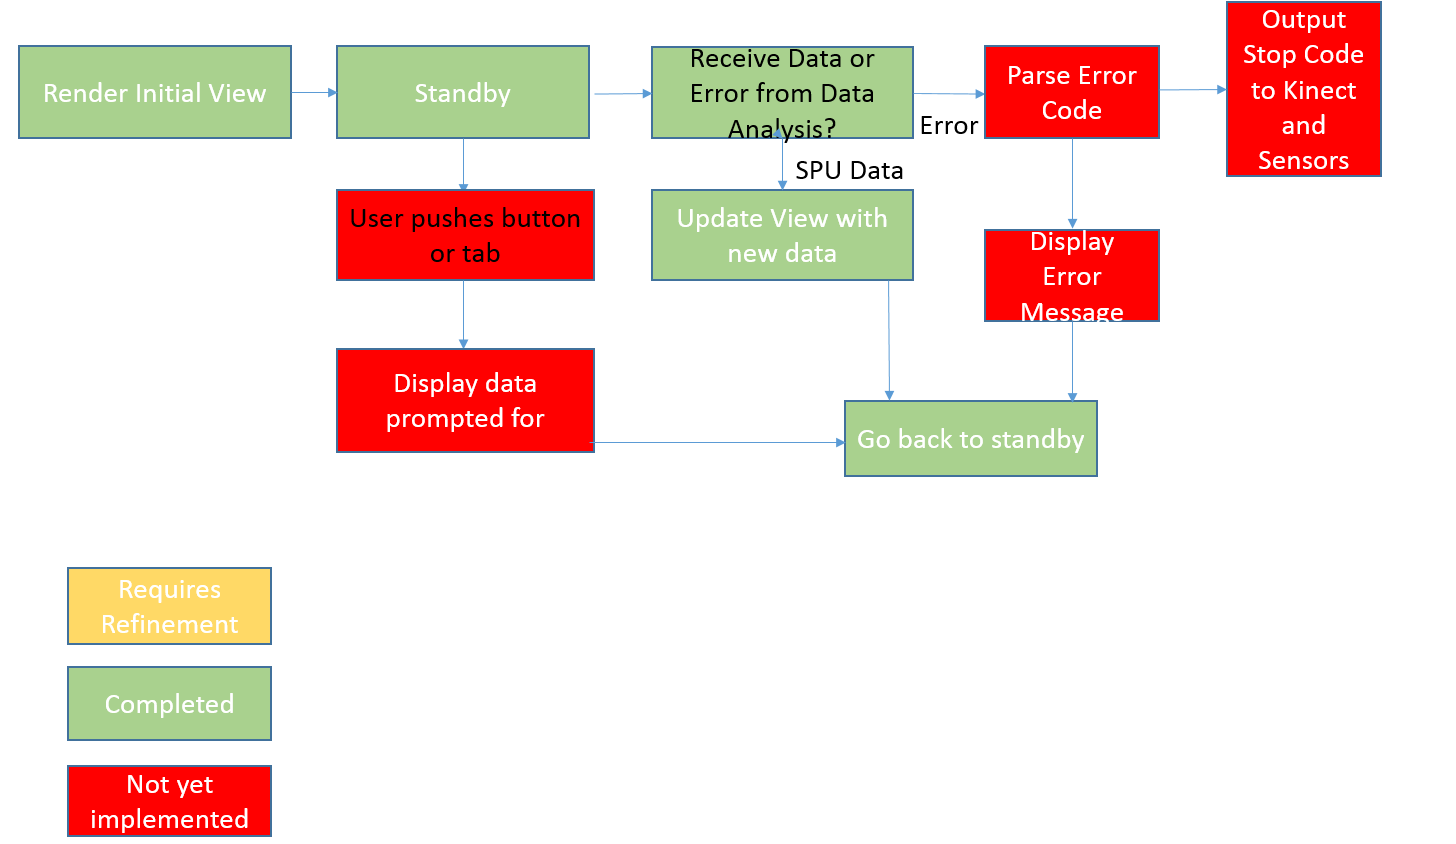 Render Initial View
Standby
Receive Data or
Error from Data
Analysis?
Error
Parse Error
Code
Output
Stop Code
to Kinect
and
Sensors
SPU Data
User pushes button
or tab
Update View with
new data
Display
Error
Message
Display data
prompted for
Go back to standby
Requires
Refinement
Completed
Not yet
implemented